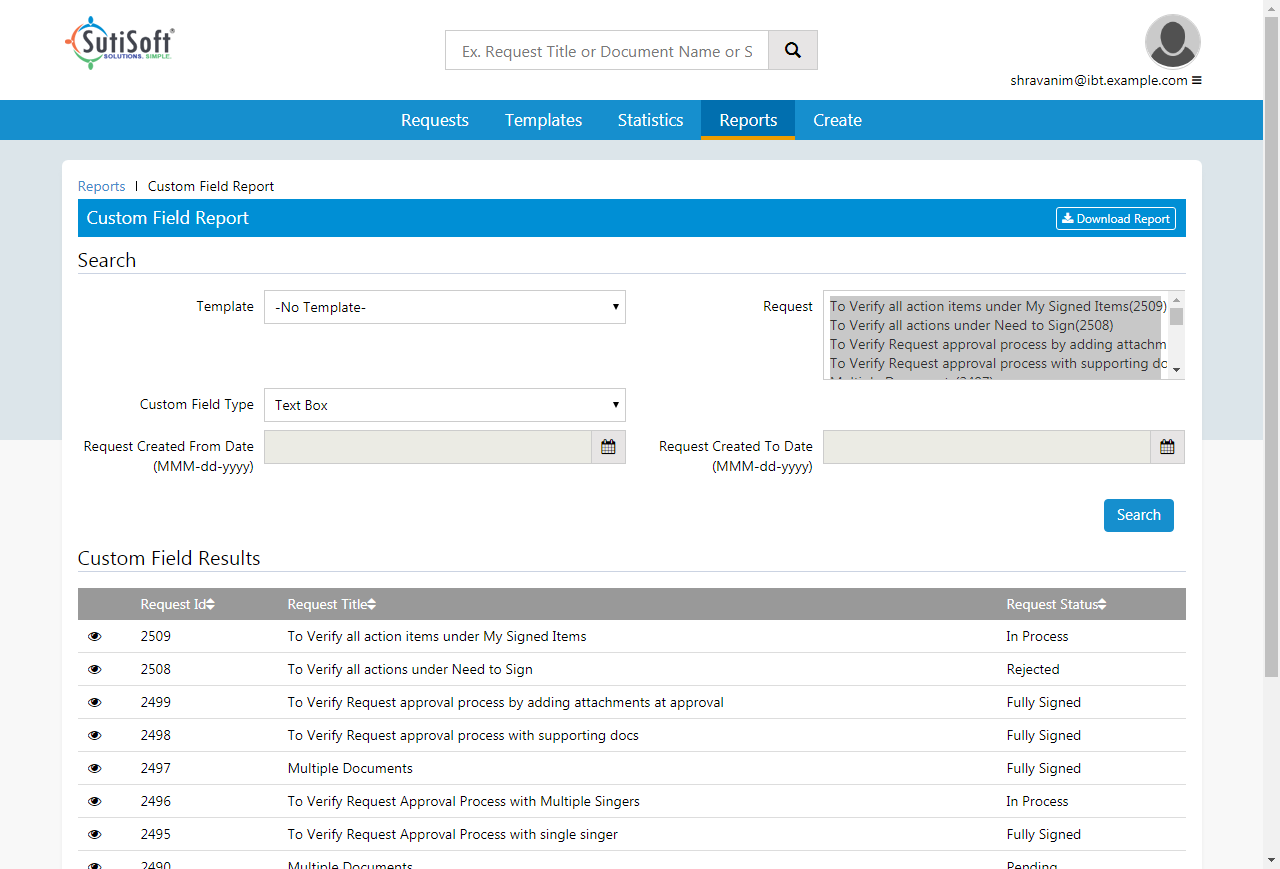 SutiSoft®
SOLUTIONS. SIMPLE.
Ex. Request Title or Document Name or S
shravanim@ibt.example.com
Requests Templates Statistics Reports Create
Reports | Custom Field Report
Custom Field Report Download Report
Search
Template -No Template- Request
To Verify all action items under My Signed Items(2509)
To Verify all actions under Need to Sign(2508)
To Verify Request approval process by adding attachm
To Verify Request approval process with supporting do
Custom Field Type Text Box
Request Created From Date Request Created To Date
(MMM-dd-yyyy) (MMM-dd-yyyy)
Search
Custom Field Results
Request Id Request Title Request Status
2509 To Verify all action items under My Signed Items In Process
2508 To Verify all actions under Need to Sign Rejected
2499 To Verify Request approval process by adding attachments at approval Fully Signed
2498 To Verify Request approval process with supporting docs Fully Signed
2497 Multiple Documents Fully Signed
2496 To Verify Request Approval Process with Multiple Singers In Process
2495 To Verify Request Approval Process with single singer Fully Signed
2490 Multiple Documents Pending